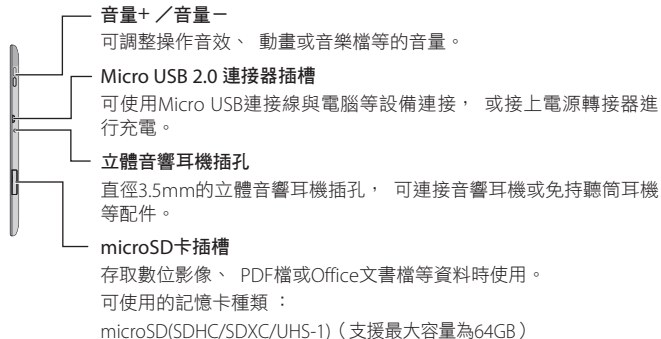 音量+ ／音量－
可調整操作音效、 動畫或音樂檔等的音量。
Micro USB 2.0 連接器插槽
可使用Micro USB連接線與電腦等設備連接， 或接上電源轉接器進
行充電。
立體音響耳機插孔
直徑3.5mm的立體音響耳機插孔， 可連接音響耳機或免持聽筒耳機
等配件。
microSD卡插槽
存取數位影像、 PDF檔或Office文書檔等資料時使用。
可使用的記憶卡種類 ：
microSD(SDHC/SDXC/UHS-1)（支援最大容量為64GB）